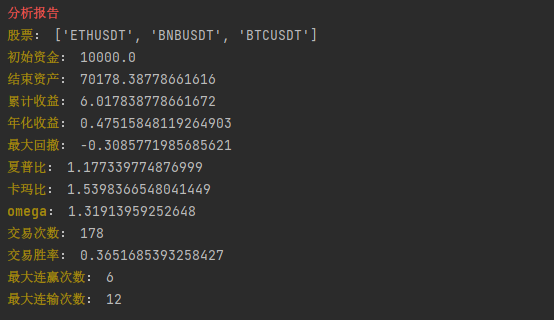 分析报告
股票： ['ETHUSDT', 'BNBUSDT', 'BTCUSDT']
初始资金： 10000.0
结束资产： 70178.38778661616
累计收益： 6.017838778661672
年化收益： 0.47515848119264903
最大回撤： -0.3085771985685621
夏普比： 1.177339774876999
卡玛比： 1.5398366548041449
omega： 1.31913959252648
交易次数： 178
交易胜率： 0.3651685393258427
最大连赢次数： 6
最大连输次数： 12